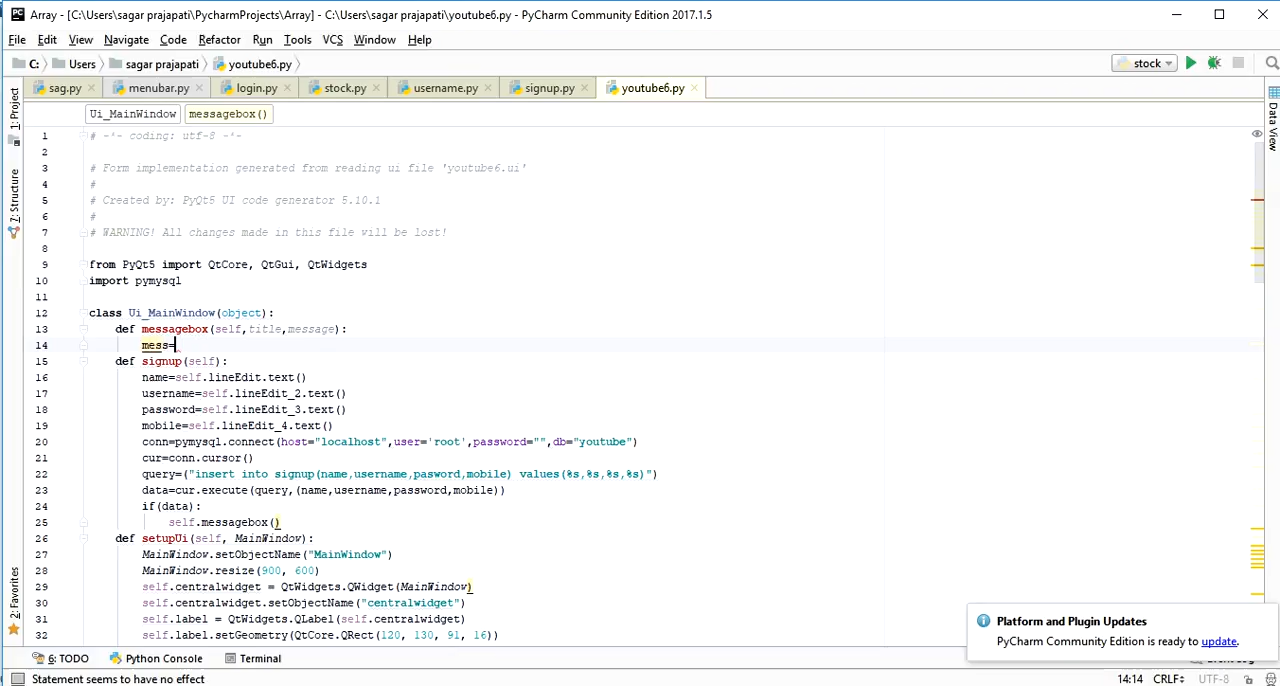 Array - [C:\Users\sagar prajapati\PycharmProjects\Array] - C:\Users\sagar prajapati\youtube6.py - PyCharm Community Edition 2017.1.5
File Edit View Navigate Code Refactor Run Tools VCS Window Help
C: Users sagar prajapati youtube6.py stock
sag.py menubar.py login.py stock.py username.py signup.py youtube6.py
Ui_MainWindow messagebox()
1 # -*- coding: utf-8 -*-
2
3 # Form implementation generated from reading ui file 'youtube6.ui'
4 #
5 # Created by: PyQt5 UI code generator 5.10.1
6 #
7 # WARNING! All changes made in this file will be lost!
8
9 from PyQt5 import QtCore, QtGui, QtWidgets
10 import pymysql
11
12 class Ui_MainWindow(object):
13 def messagebox(self,title,message):
14 mess=
15 def signup(self):
16 name=self.lineEdit.text()
17 username=self.lineEdit_2.text()
18 password=self.lineEdit_3.text()
19 mobile=self.lineEdit_4.text()
20 conn=pymysql.connect(host="localhost",user='root',password="",db="youtube")
21 cur=conn.cursor()
22 query=("insert into signup(name,username,pasword,mobile) values(%s,%s,%s,%s)")
23 data=cur.execute(query,(name,username,password,mobile))
24 if(data):
25 self.messagebox()
26 def setupUi(self, MainWindow):
27 MainWindow.setObjectName("MainWindow")
28 MainWindow.resize(900, 600)
29 self.centralwidget = QtWidgets.QWidget(MainWindow)
30 self.centralwidget.setObjectName("centralwidget")
31 self.label = QtWidgets.QLabel(self.centralwidget)
32 self.label.setGeometry(QtCore.QRect(120, 130, 91, 16))
1: Project
7: Structure
2: Favorites
Data View
Platform and Plugin Updates
PyCharm Community Edition is ready to update.
6: TODO Python Console Terminal
Statement seems to have no effect 14:14 CRLF UTF-8